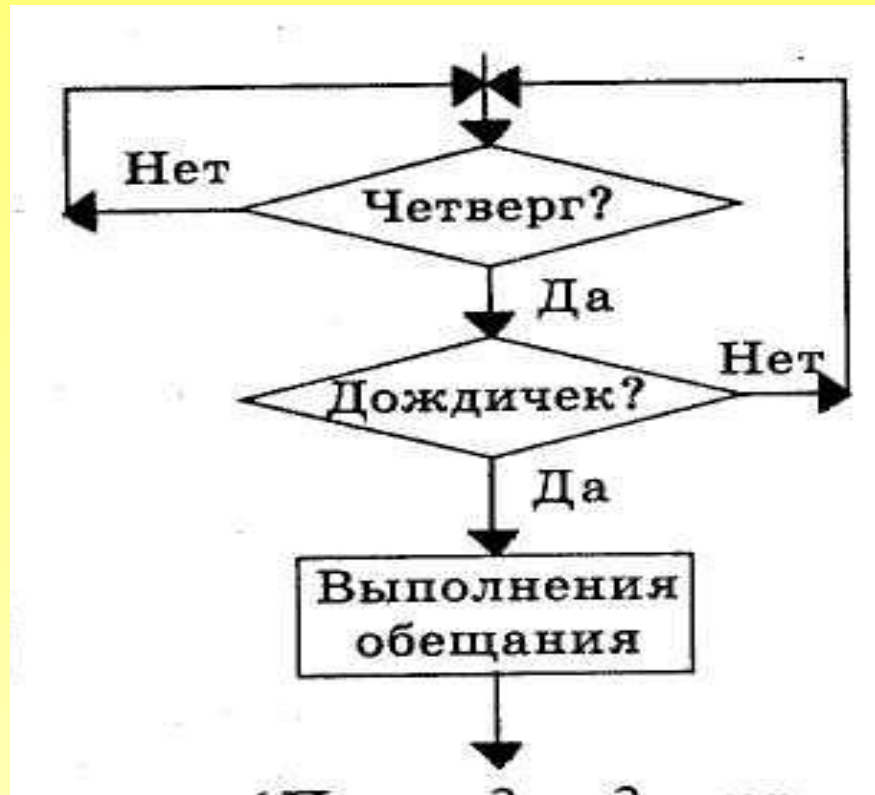 Нет
Четверг?
Да
Нет
Дождичек?
Да
Выполнения
обещания